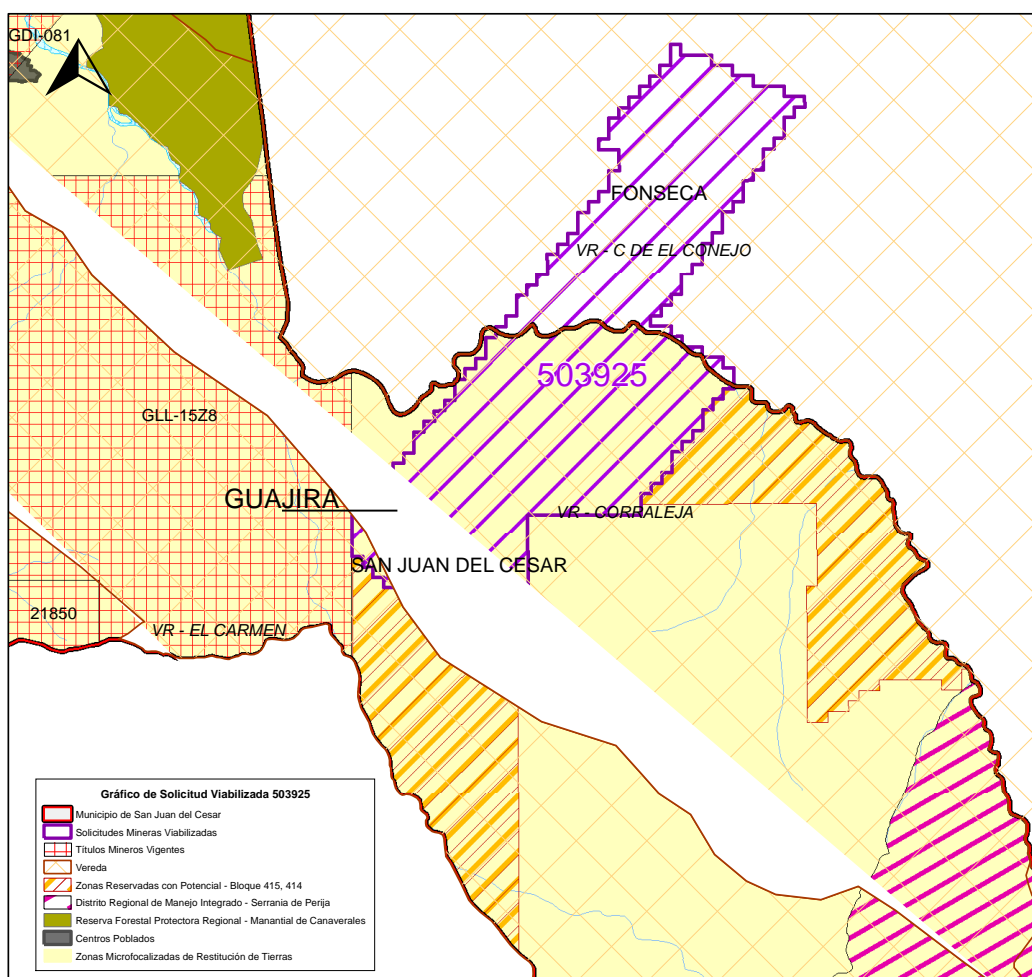 GDI-081
FONSECA
VR - C DE EL CONEJO
503925
GLL-15Z8
GUAJIRA
VR - CORRALEJA
SAN JUAN DEL CESAR
21850
VR - EL CARMEN
Gráfico de Solicitud Viabilizada 503925
Municipio de San Juan del Cesar
Solicitudes Mineras Viabilizadas
Títulos Mineros Vigentes
Vereda
Zonas Reservadas con Potencial - Bloque 415, 414
Distrito Regional de Manejo Integrado - Serrania de Perija
Reserva Forestal Protectora Regional - Manantial de Canaverales
Centros Poblados
Zonas Microfocalizadas de Restitución de Tierras